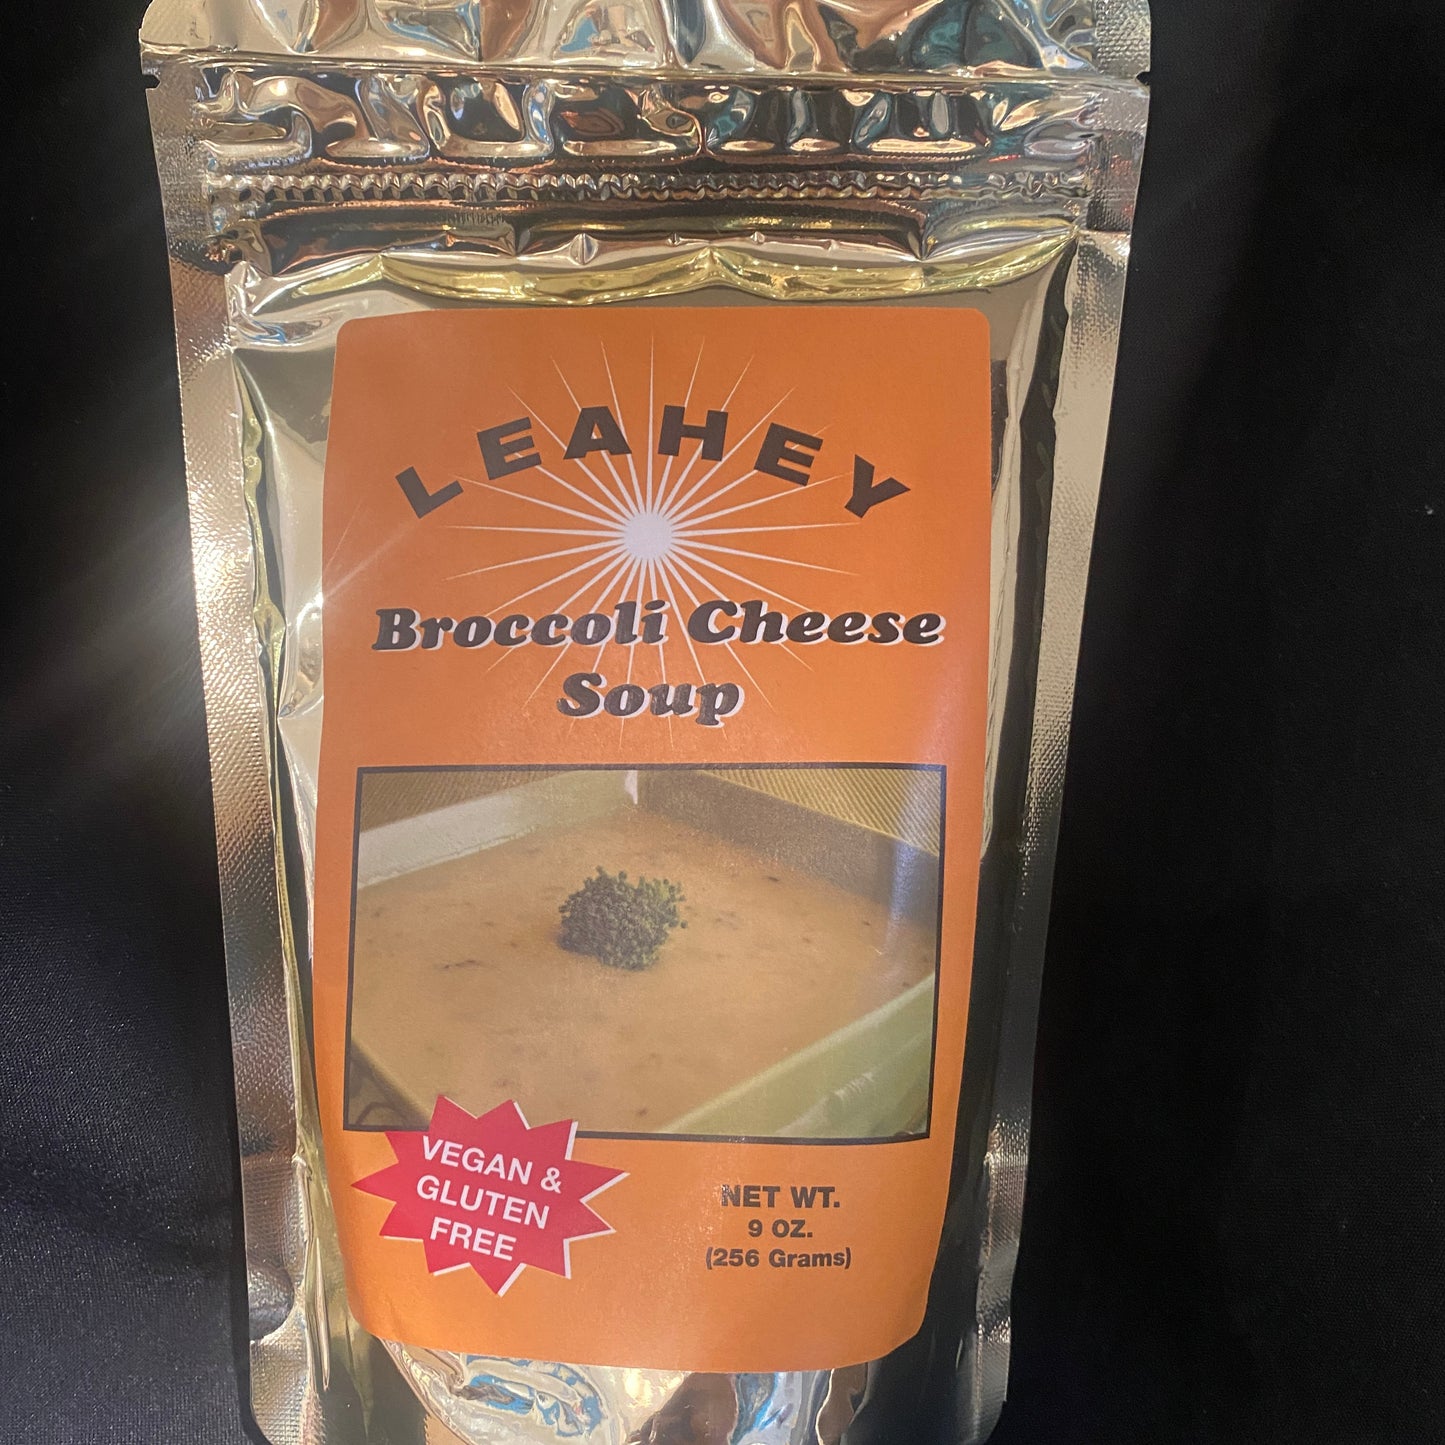 LEAHEY
Broccoli Cheese
Soup
VEGAN &
GLUTEN
FREE
NET WT.
9 OZ.
(256 Grams)